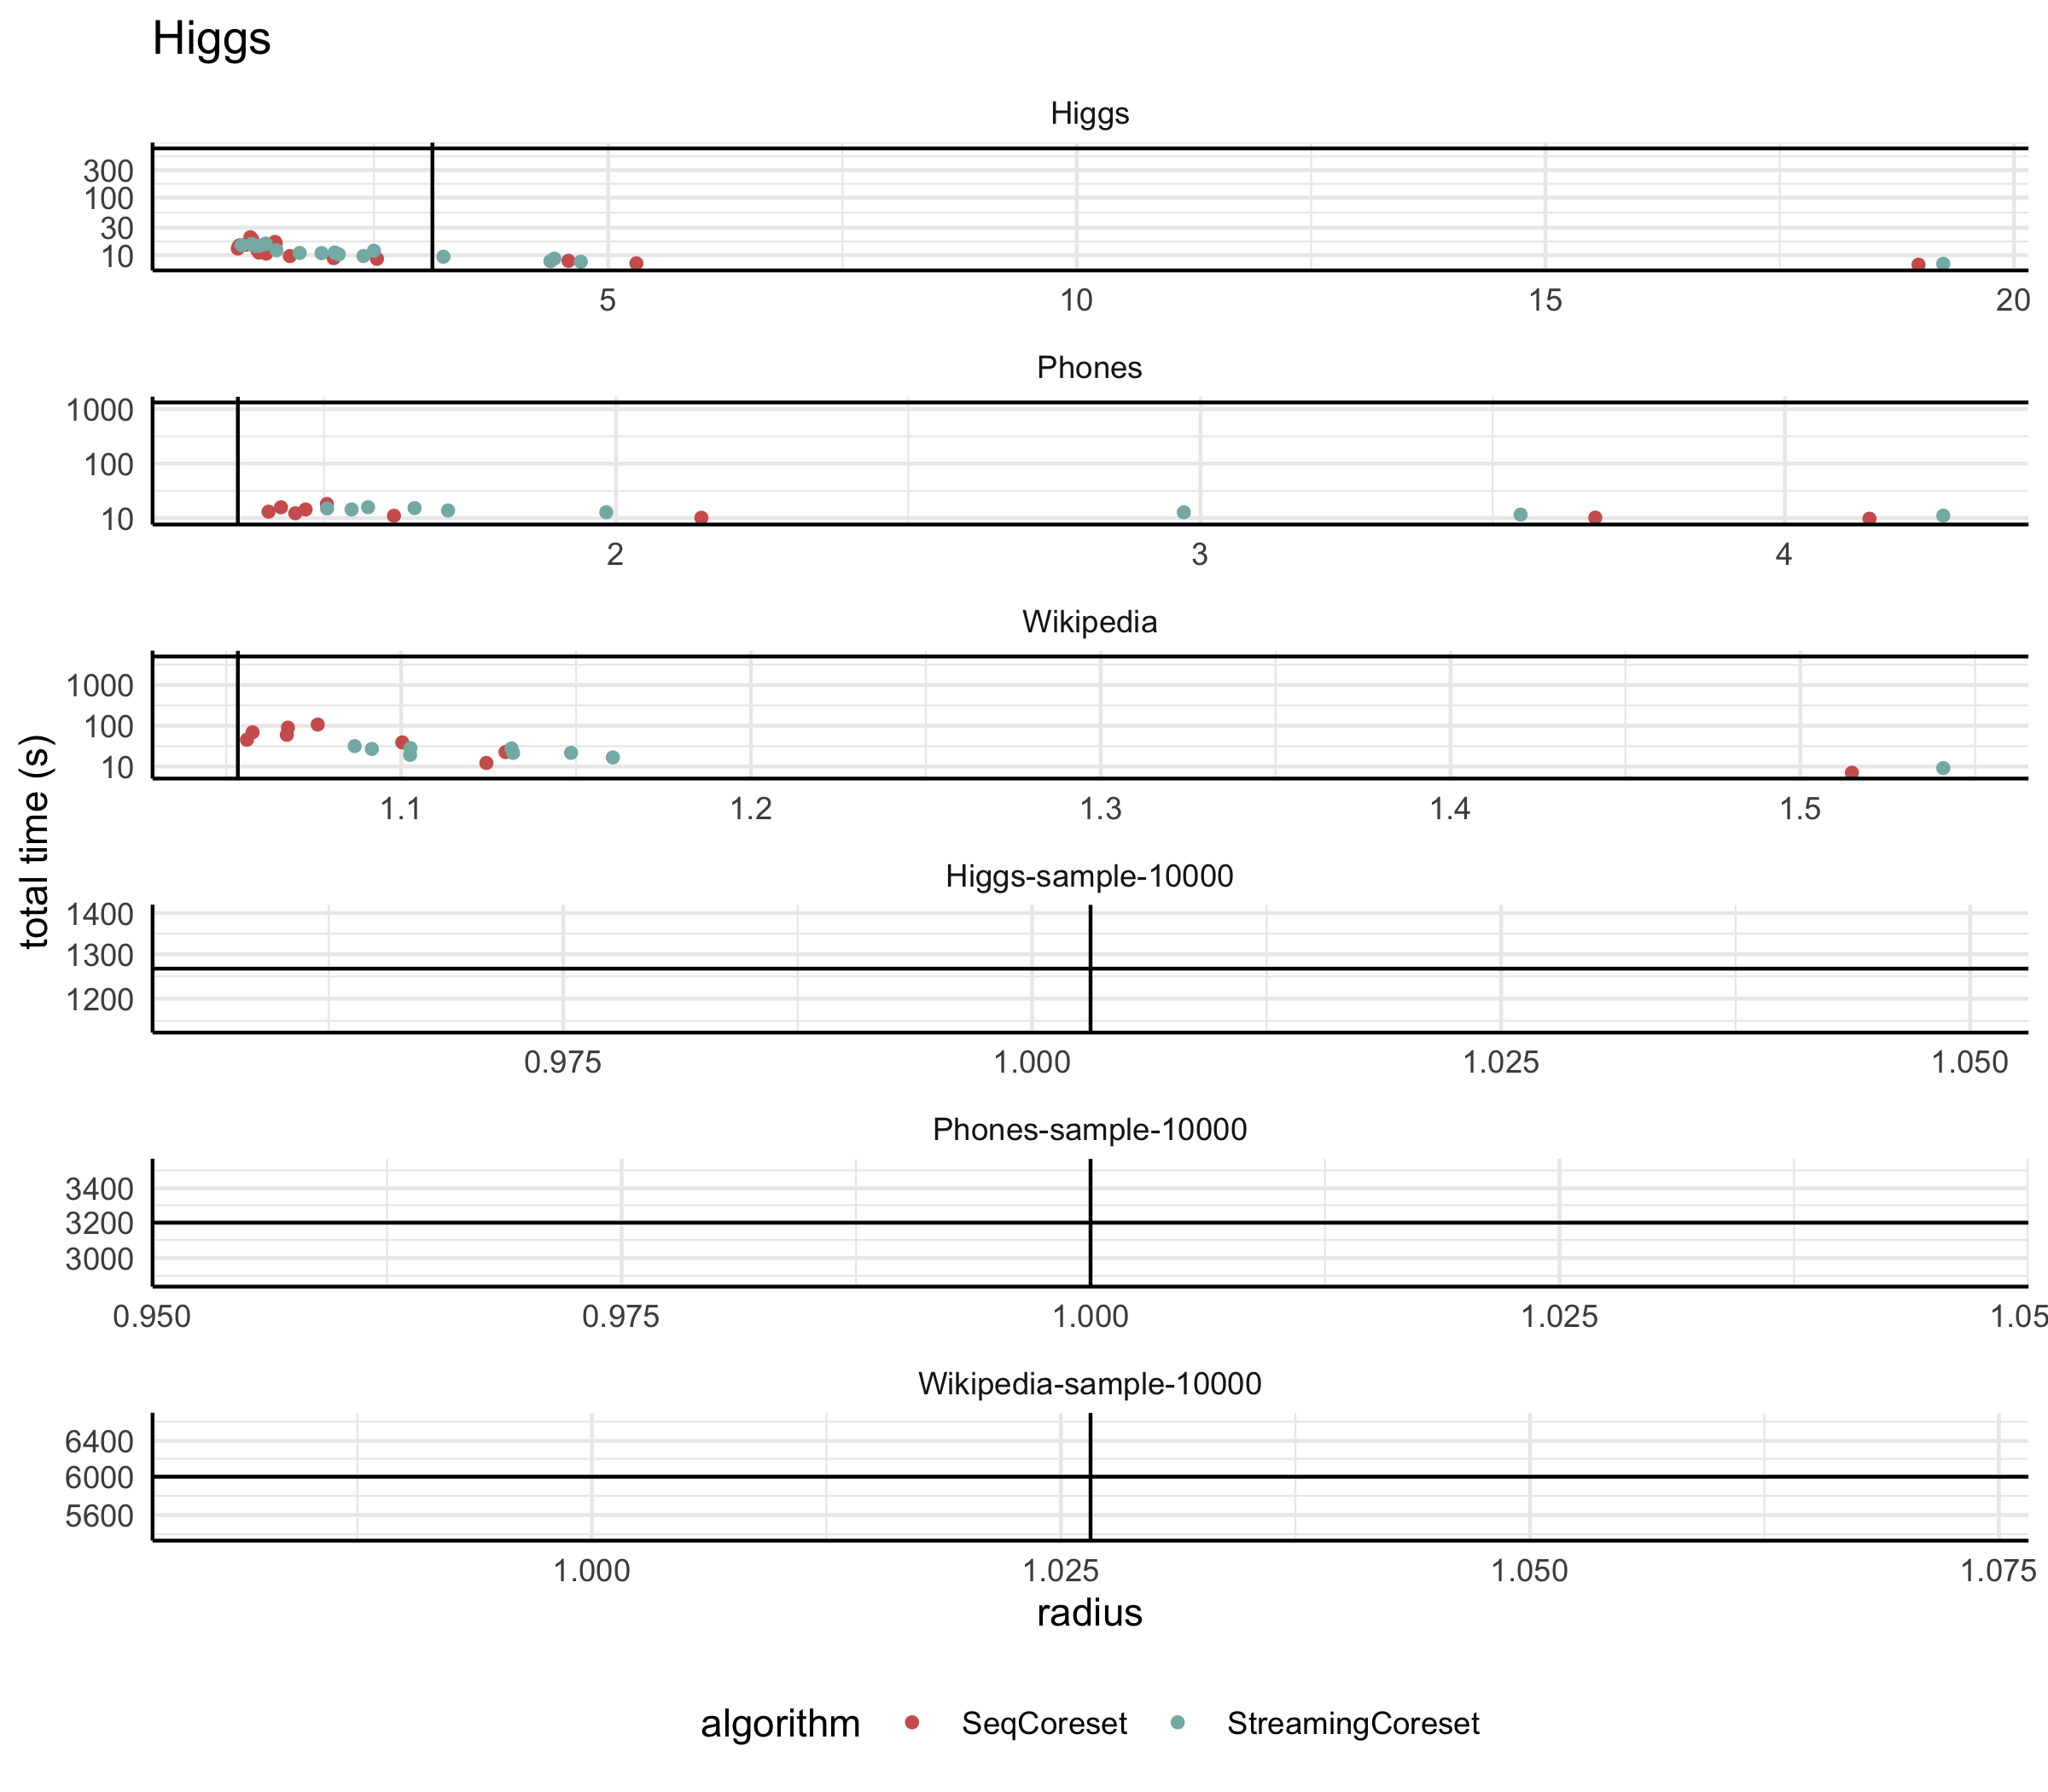 Higgs
Higgs
300
100
30
10
5 10 15 20
Phones
1000
100
10
2 3 4
Wikipedia
1000
100
10
1.1 1.2 1.3 1.4 1.5
total time (s)
Higgs-sample-10000
1400
1300
1200
0.975 1.000 1.025 1.050
Phones-sample-10000
3400
3200
3000
0.950 0.975 1.000 1.025 1.05
Wikipedia-sample-10000
6400
6000
5600
1.000 1.025 1.050 1.075
radius
algorithm SeqCoreset StreamingCoreset